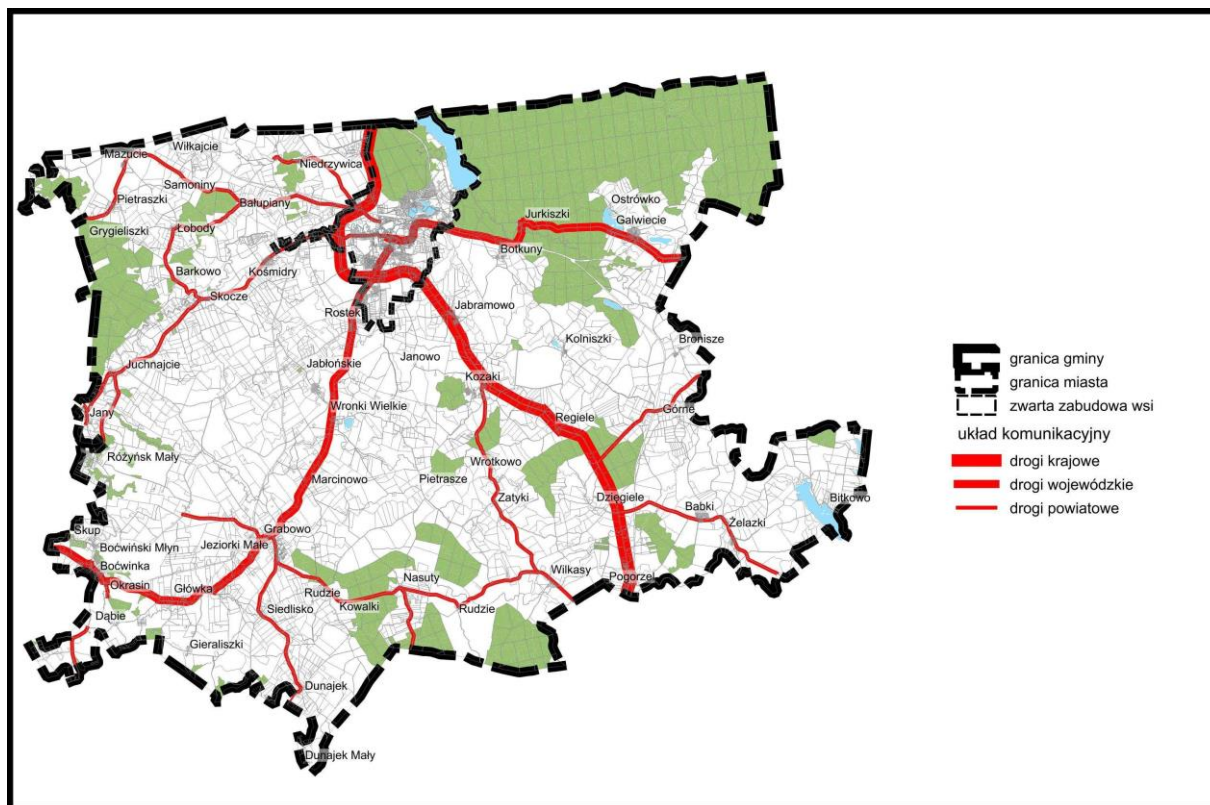 Mazucie
Wiłkajcie
Niedrzywica
Samoniny
Pietraszki
Bałupiany
Ostrówko
Grygieliszki
Łobody
Jurkiszki
Galwiecie
Botkuny
Barkowo
Kośmidry
Skocze
Rostek
Jabramowo
Kolniszki
Bronisze
Juchnajcie
Jabłońskie
Janowo
Kozaki
Jany
Wronki Wielkie
Regiele
Górne
Różyńsk Mały
Wrotkowo
Marcinowo
Pietrasze
Zatyki
Dzięgiele
Babki
Bitkowo
Żelazki
Skup
Grabowo
Boćwiński Młyn
Jeziorki Małe
Boćwinka
Okrasin
Główka
Rudzie
Nasuty
Wilkasy
Pogorzel
Kowalki
Rudzie
Dąbie
Siedlisko
Gieraliszki
Dunajek
Dunajek Mały
granica gminy
granica miasta
zwarta zabudowa wsi
układ komunikacyjny
drogi krajowe
drogi wojewódzkie
drogi powiatowe